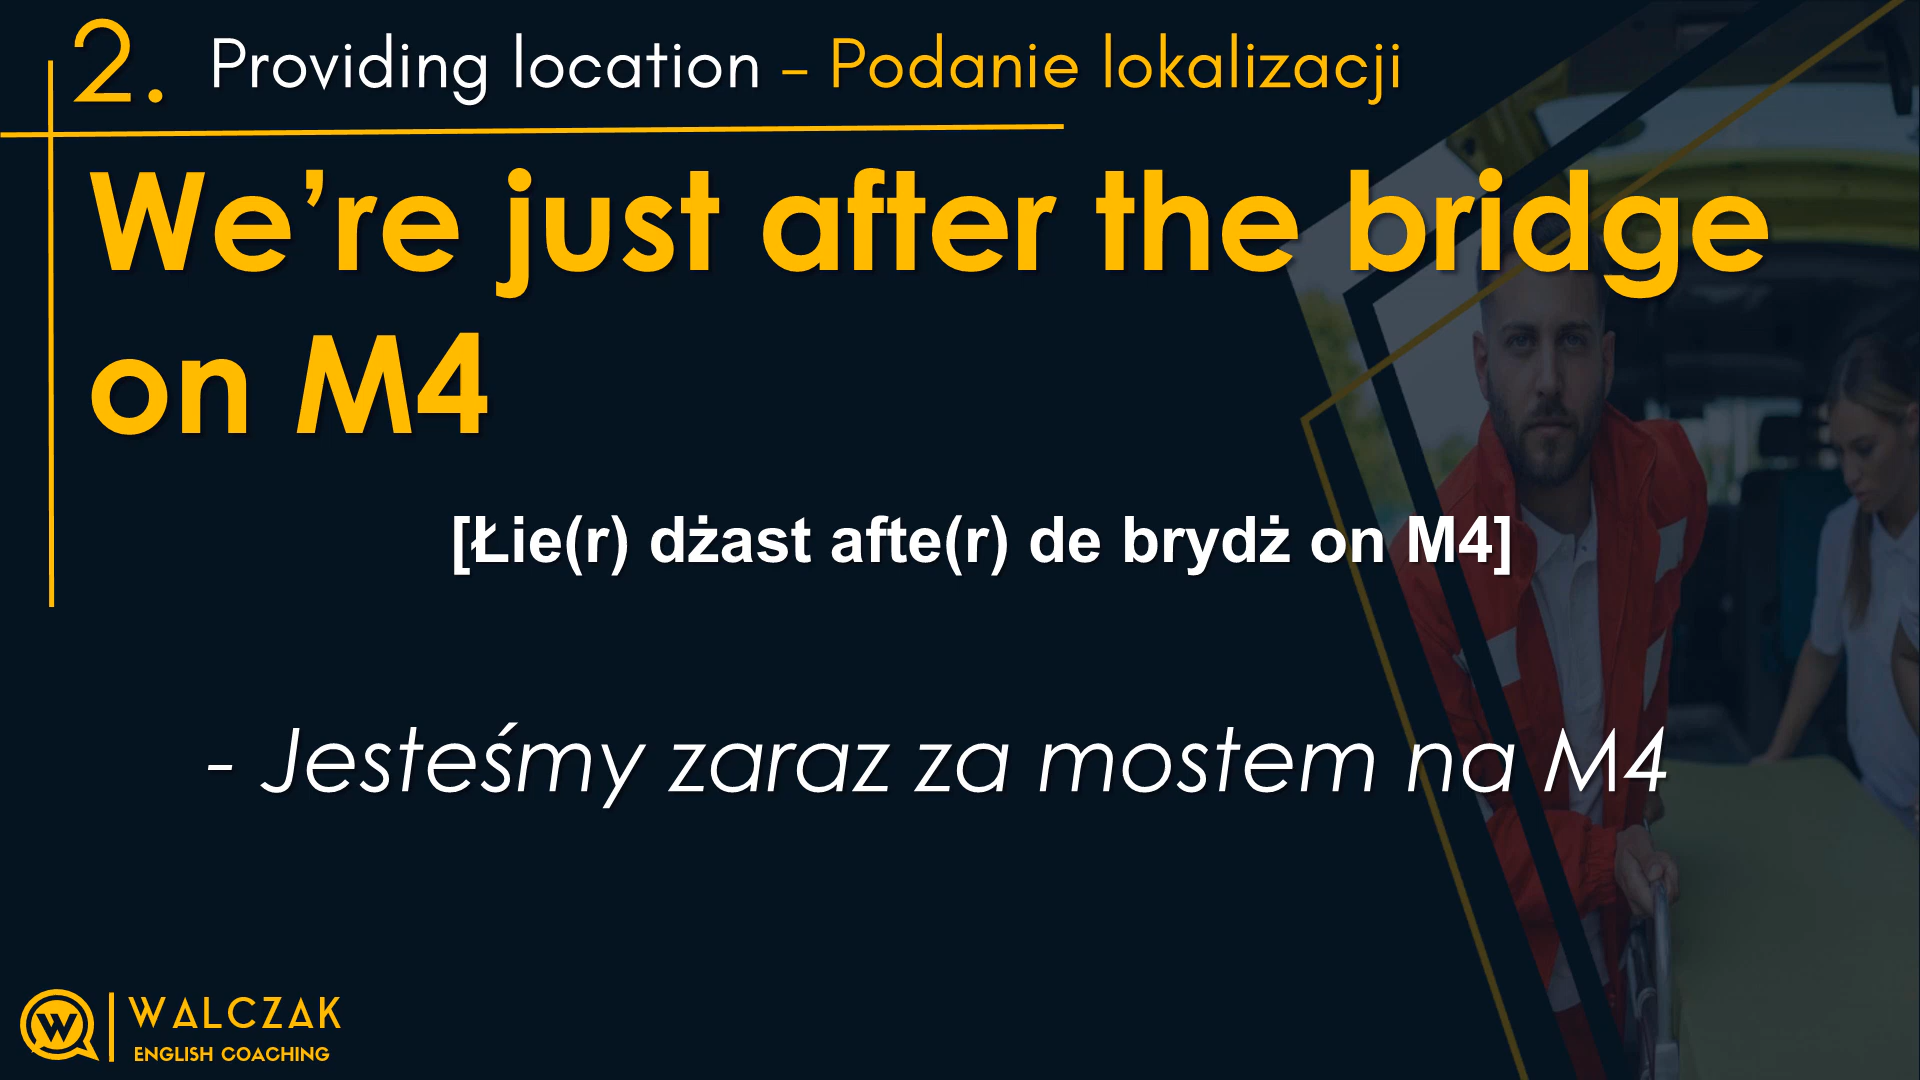 2. Providing location – Podanie lokalizacji
We’re just after the bridge
on M4
[Łie(r) dżast afte(r) de brydż on M4]
- Jesteśmy zaraz za mostem na M4
W
WALCZAK
ENGLISH COACHING